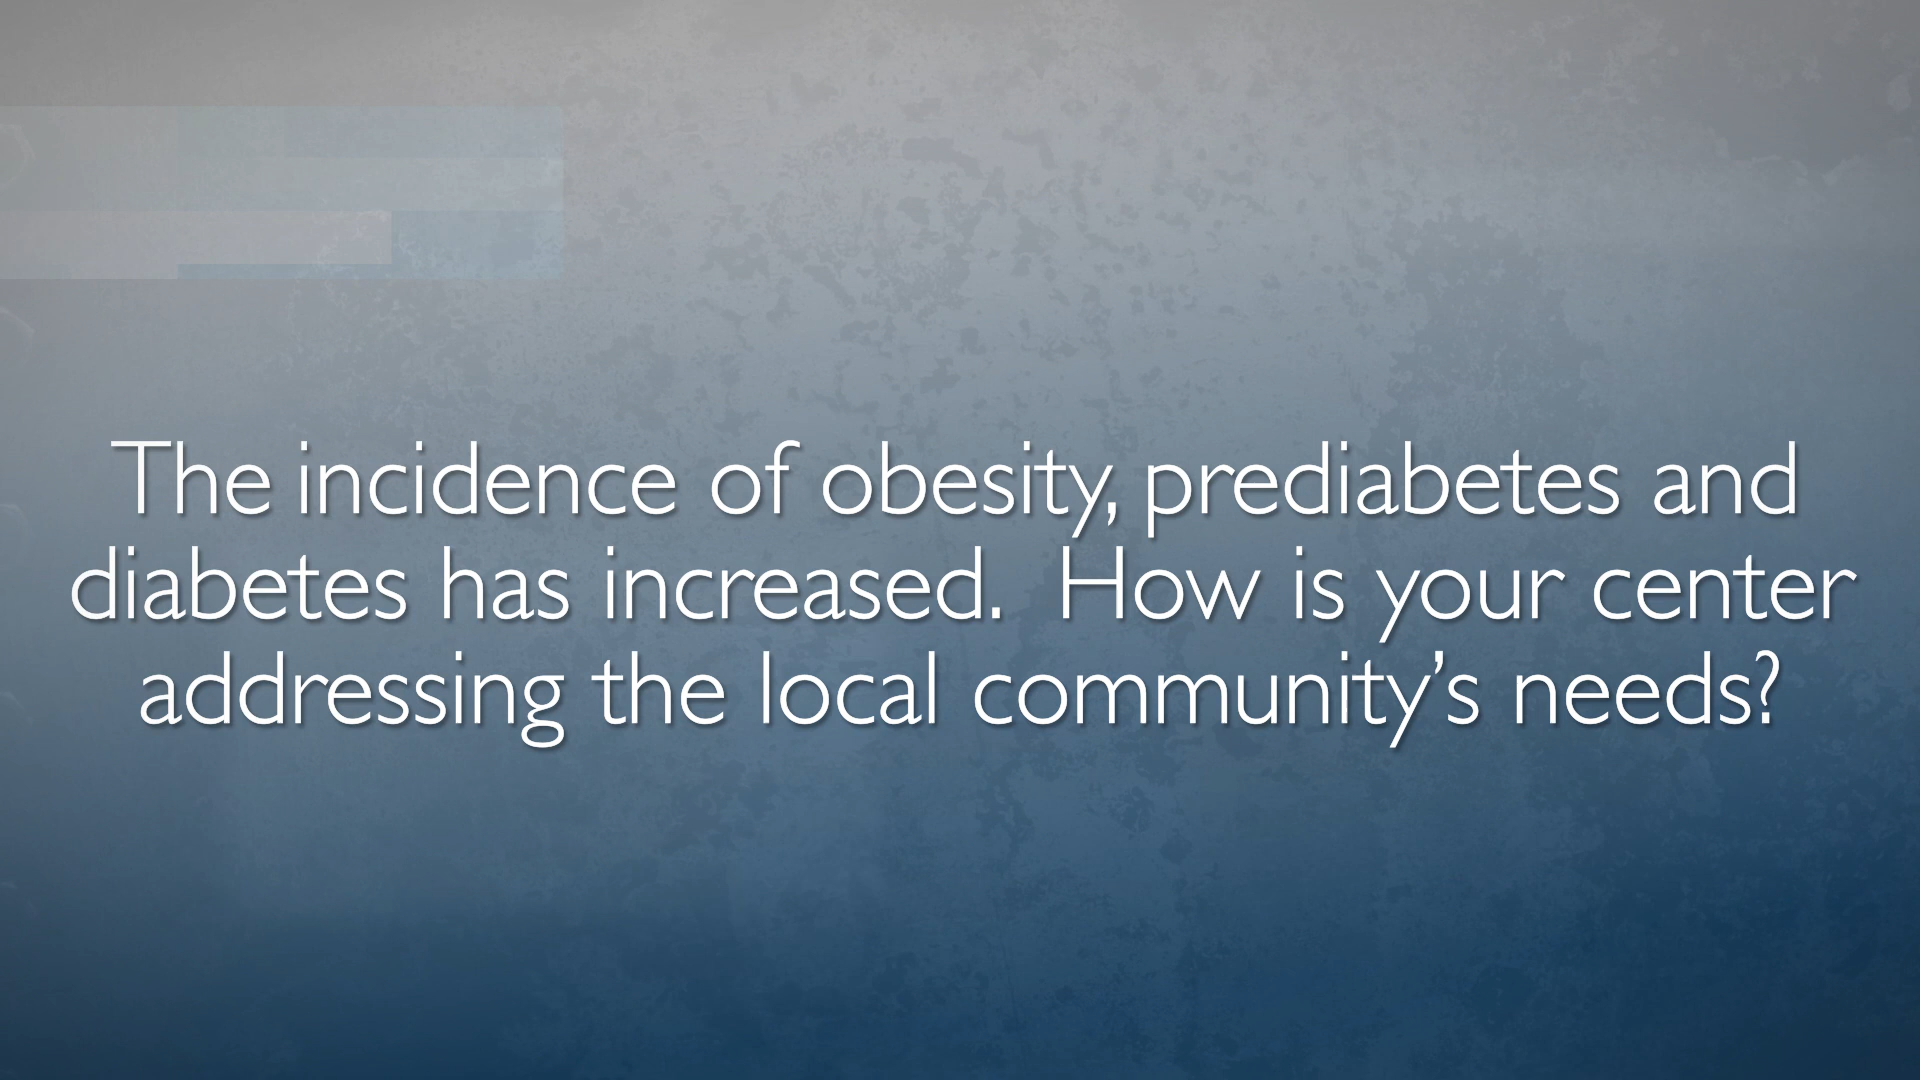 The incidence of obesity, prediabetes and
diabetes has increased.  How is your center
addressing the local community’s needs?